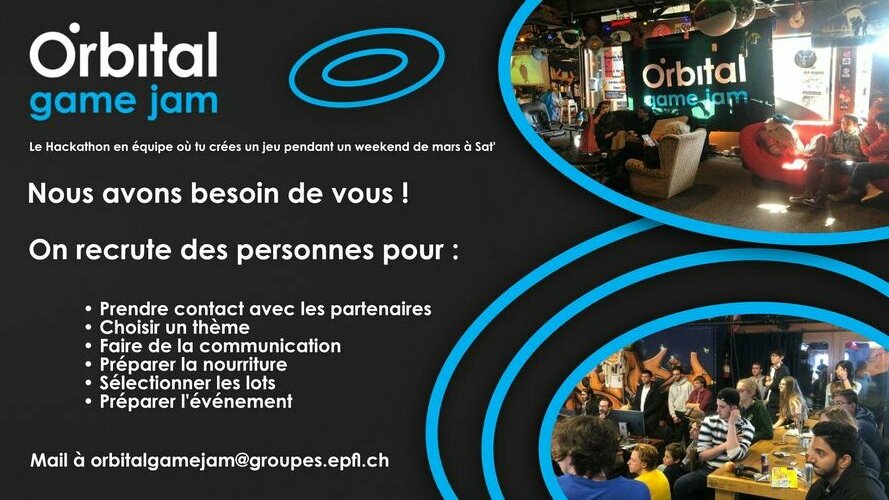 Orbital
game jam
Le Hackathon en équipe où tu crées un jeu pendant un weekend de mars à Sat'
Nous avons besoin de vous !
On recrute des personnes pour :
• Prendre contact avec les partenaires
• Choisir un thème
• Faire de la communication
• Préparer la nourriture
• Sélectionner les lots
• Préparer l'événement
Mail à orbitalgamejam@groupes.epfl.ch
Orbital
game jam